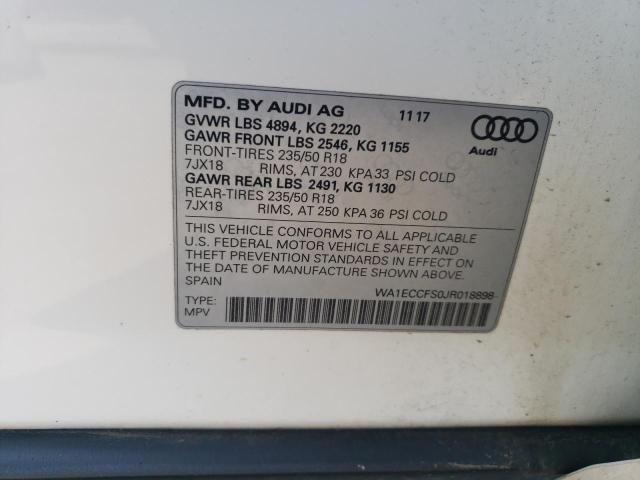 MFD. BY AUDI AG 11 17
GVWR LBS 4894, KG 2220
GAWR FRONT LBS 2546, KG 1155
FRONT-TIRES 235/50 R18
7JX18 RIMS, AT 230 KPA 33 PSI COLD
GAWR REAR LBS 2491, KG 1130
REAR-TIRES 235/50 R18
7JX18 RIMS, AT 250 KPA 36 PSI COLD
Audi
THIS VEHICLE CONFORMS TO ALL APPLICABLE
U.S. FEDERAL MOTOR VEHICLE SAFETY AND
THEFT PREVENTION STANDARDS IN EFFECT ON
THE DATE OF MANUFACTURE SHOWN ABOVE.
SPAIN
WA1ECCFS0JR018898
TYPE:
MPV